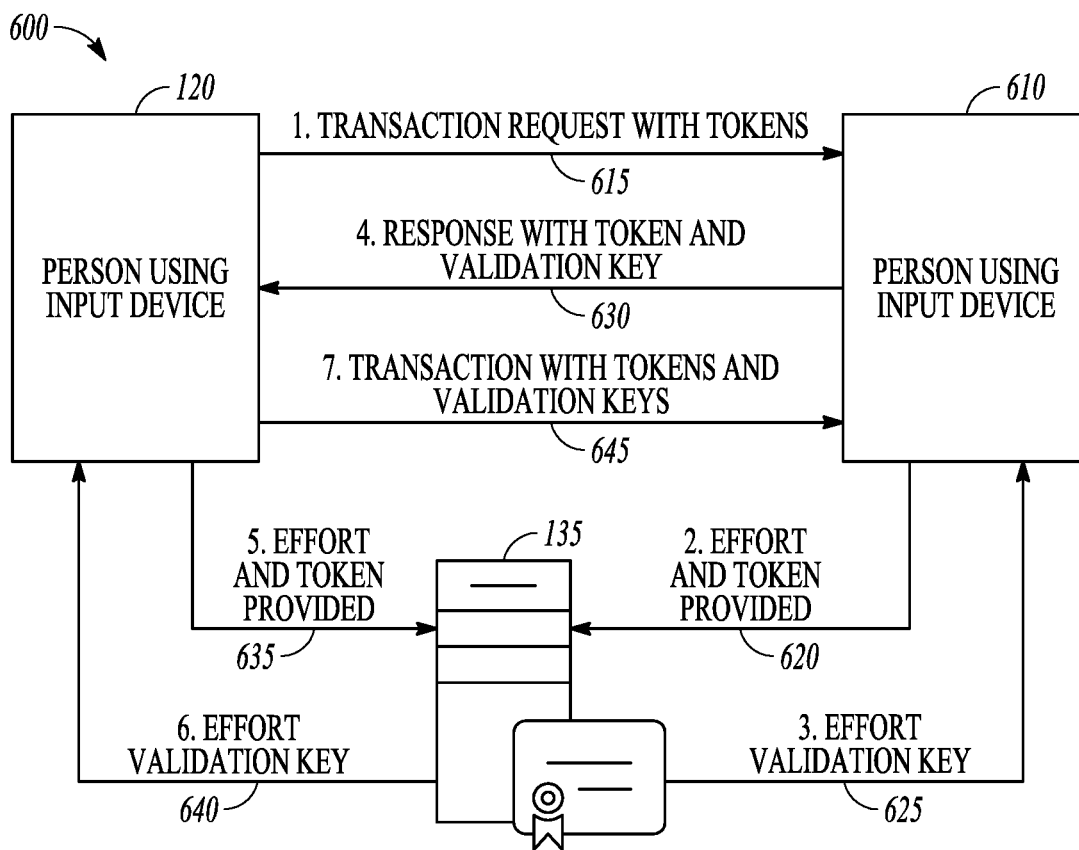 600
120
610
1. TRANSACTION REQUEST WITH TOKENS
615
4. RESPONSE WITH TOKEN AND
VALIDATION KEY
630
PERSON USING
INPUT DEVICE
PERSON USING
INPUT DEVICE
7. TRANSACTION WITH TOKENS AND
VALIDATION KEYS
645
5. EFFORT
AND TOKEN
PROVIDED
635
135
2. EFFORT
AND TOKEN
PROVIDED
620
6. EFFORT
VALIDATION KEY
640
3. EFFORT
VALIDATION KEY
625